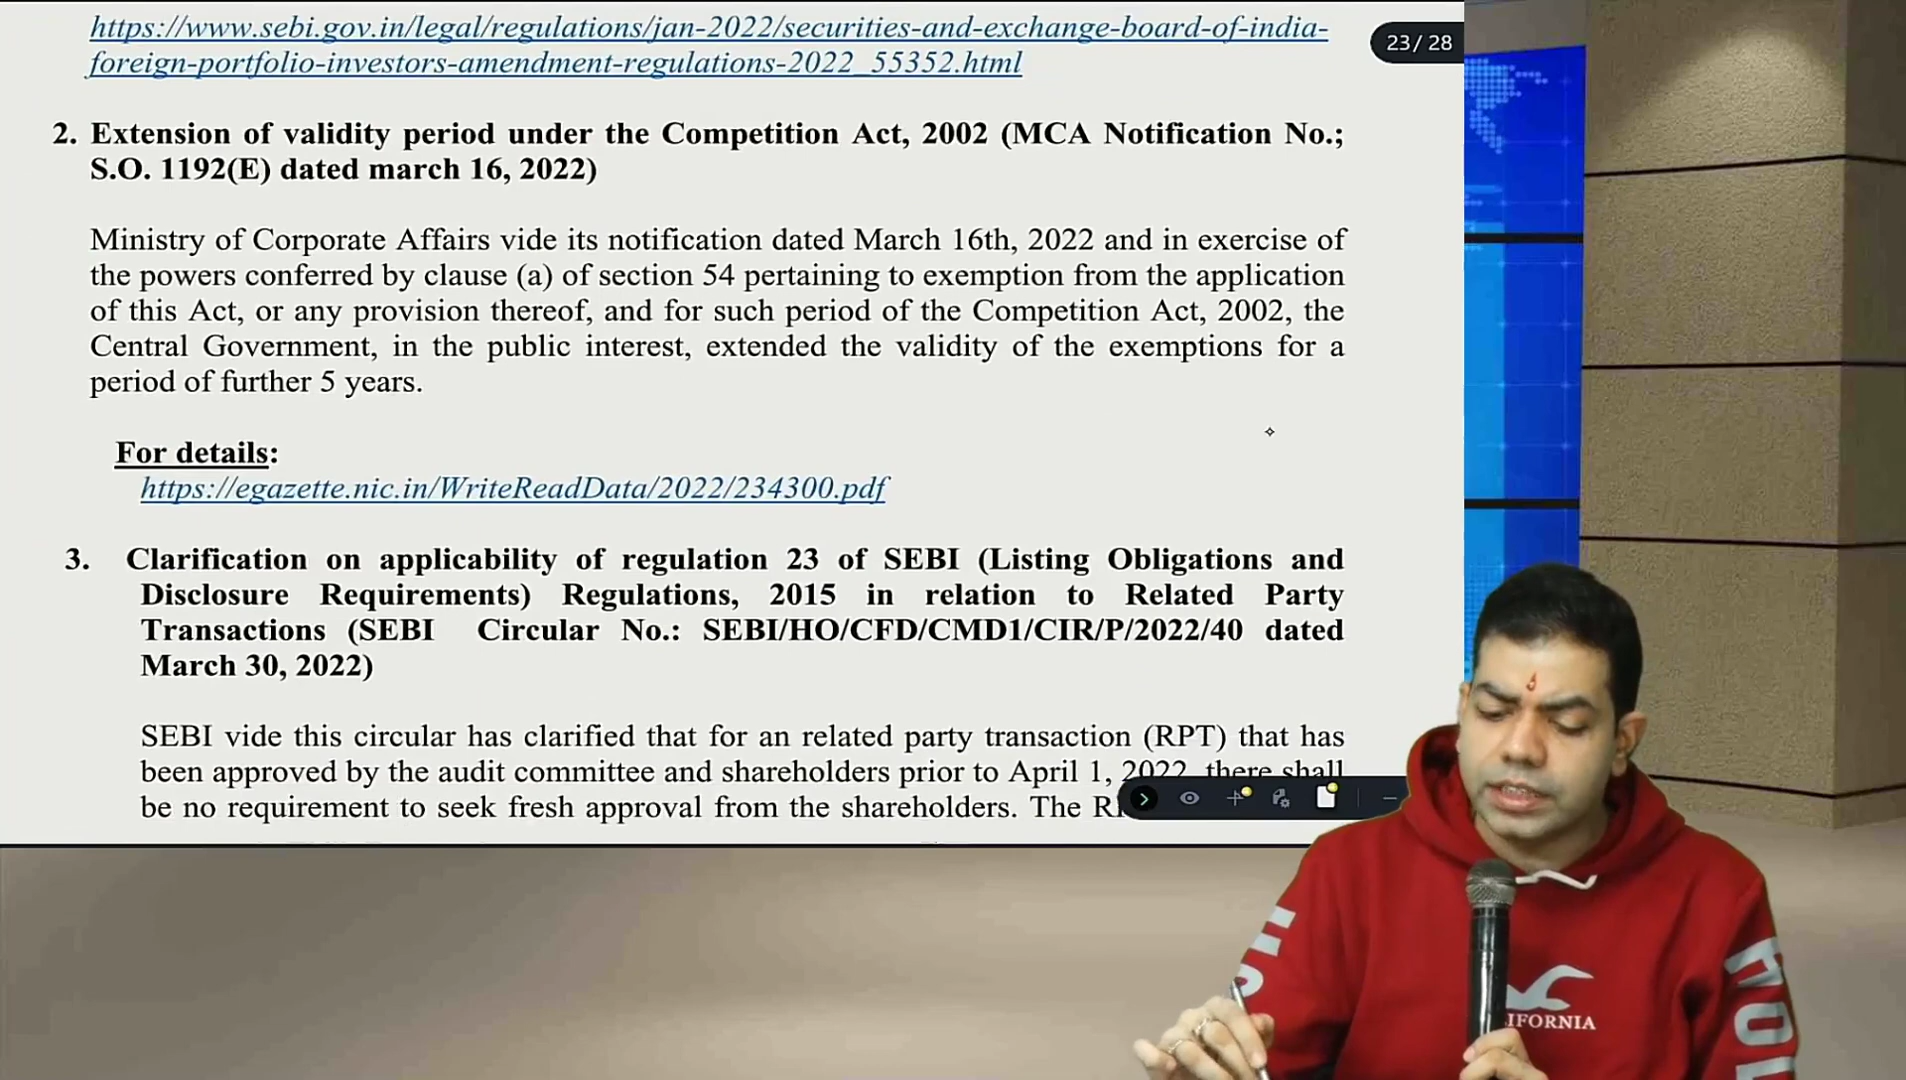 https://www.sebi.gov.in/legal/regulations/jan-2022/securities-and-exchange-board-of-india-
foreign-portfolio-investors-amendment-regulations-2022_55352.html
23/ 28
2. Extension of validity period under the Competition Act, 2002 (MCA Notification No.;
S.O. 1192(E) dated march 16, 2022)
Ministry of Corporate Affairs vide its notification dated March 16th, 2022 and in exercise of
the powers conferred by clause (a) of section 54 pertaining to exemption from the application
of this Act, or any provision thereof, and for such period of the Competition Act, 2002, the
Central Government, in the public interest, extended the validity of the exemptions for a
period of further 5 years.
For details:
https://egazette.nic.in/WriteReadData/2022/234300.pdf
3. Clarification on applicability of regulation 23 of SEBI (Listing Obligations and
Disclosure Requirements) Regulations, 2015 in relation to Related Party
Transactions (SEBI Circular No.: SEBI/HO/CFD/CMD1/CIR/P/2022/40 dated
March 30, 2022)
SEBI vide this circular has clarified that for an related party transaction (RPT) that has
been approved by the audit committee and shareholders prior to April 1, 2022, there shall
be no requirement to seek fresh approval from the shareholders. The